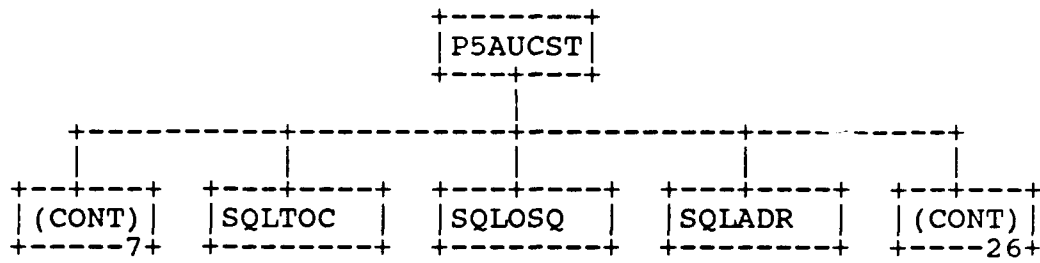 P5AUCST
(CONT) SQLTOC SQLOSQ SQLADR (CONT)
7 26